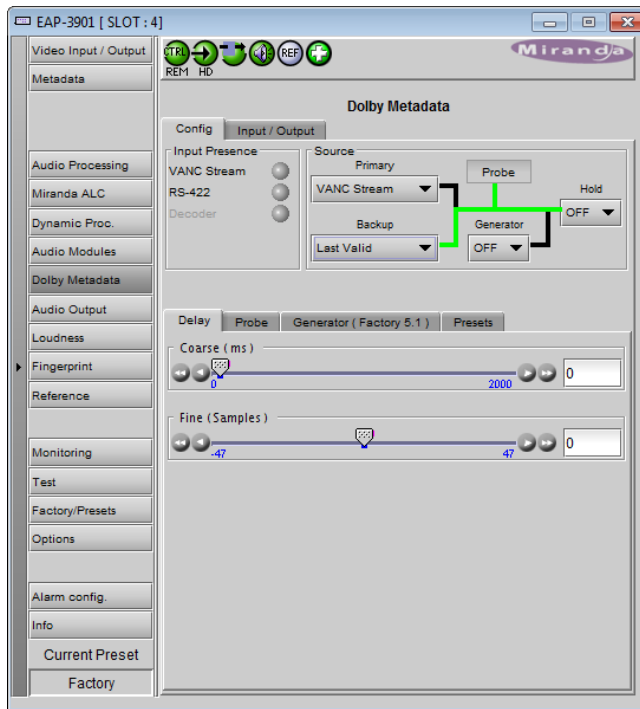 EAP-3901 [ SLOT : 4]
Video Input / Output
Metadata
Audio Processing
Miranda ALC
Dynamic Proc.
Audio Modules
Dolby Metadata
Audio Output
Loudness
Fingerprint
Reference
Monitoring
Test
Factory/Presets
Options
Alarm config.
Info
Current Preset
Factory
CTRL
REF
REM HD
Miranda
Dolby Metadata
Config
Input / Output
Input Presence
VANC Stream
RS-422
Decoder
Source
Primary
VANC Stream
Backup
Last Valid
Probe
Generator
OFF
Hold
OFF
Delay
Probe
Generator ( Factory 5.1 )
Presets
Coarse ( ms )
0
2000
0
Fine (Samples )
-47
47
0